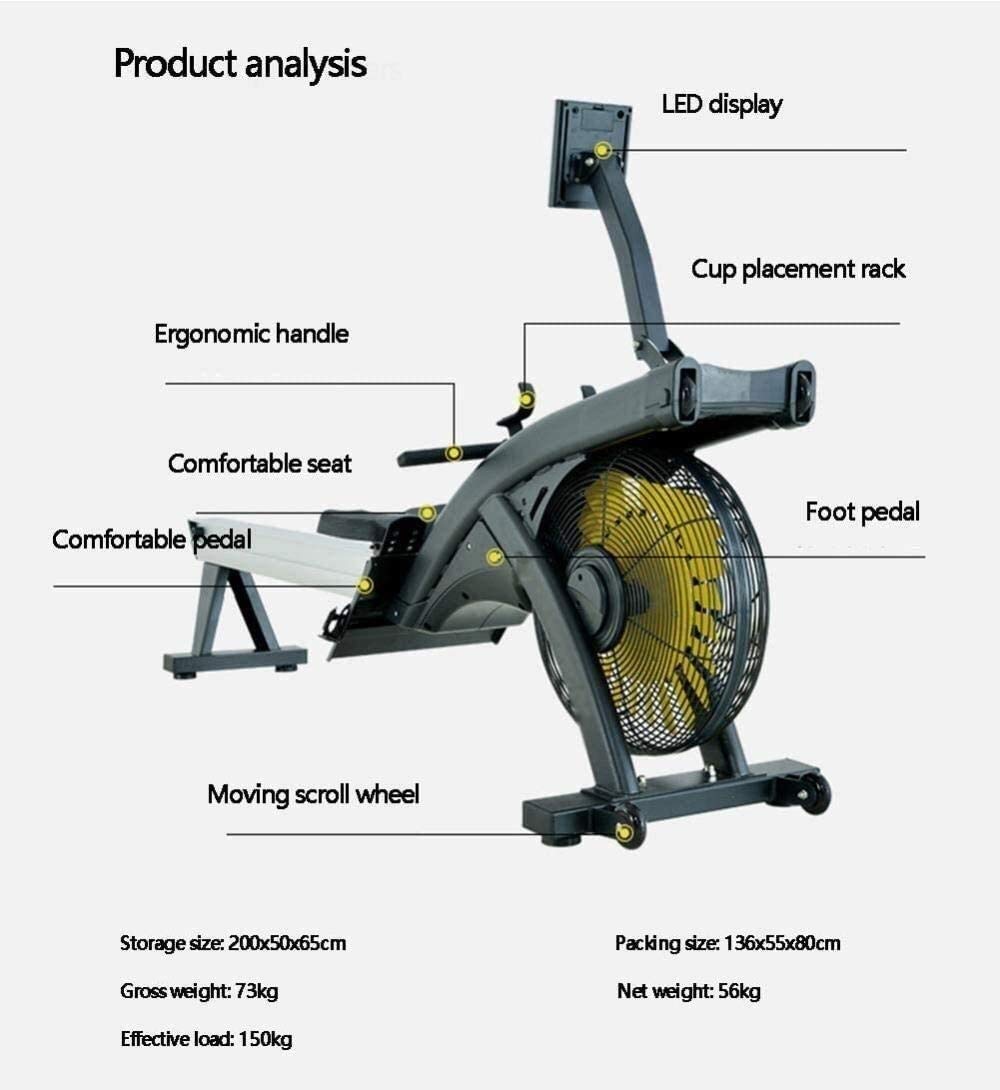 Product analysis
LED display
Cup placement rack
Ergonomic handle
Comfortable seat
Foot pedal
Comfortable pedal
Moving scroll wheel
Storage size: 200x50x65cm
Packing size: 136x55x80cm
Gross weight: 73kg
Net weight: 56kg
Effective load: 150kg